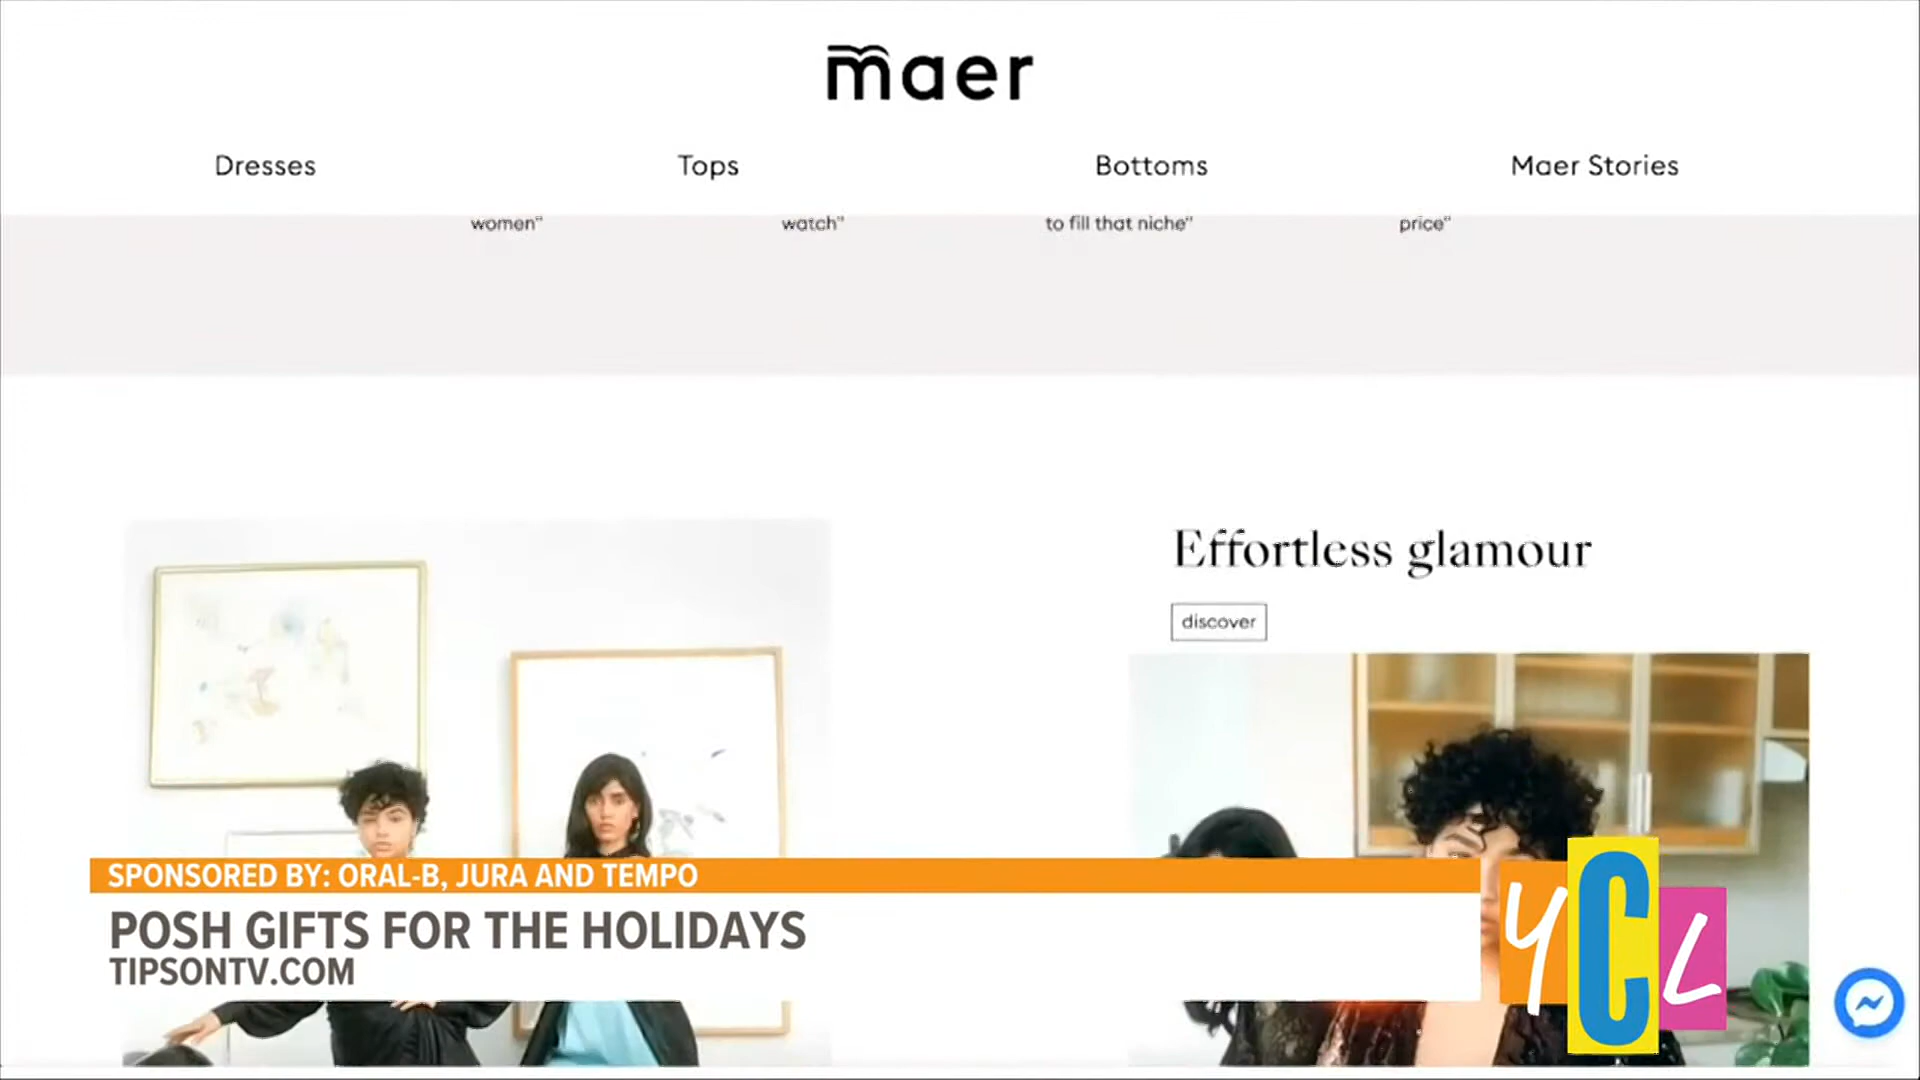 maer
Dresses Tops Bottoms Maer Stories
women" watch" to fill that niche" price"
Effortless glamour
discover
SPONSORED BY: ORAL-B, JURA AND TEMPO
POSH GIFTS FOR THE HOLIDAYS
TIPSONTV.COM
YCL